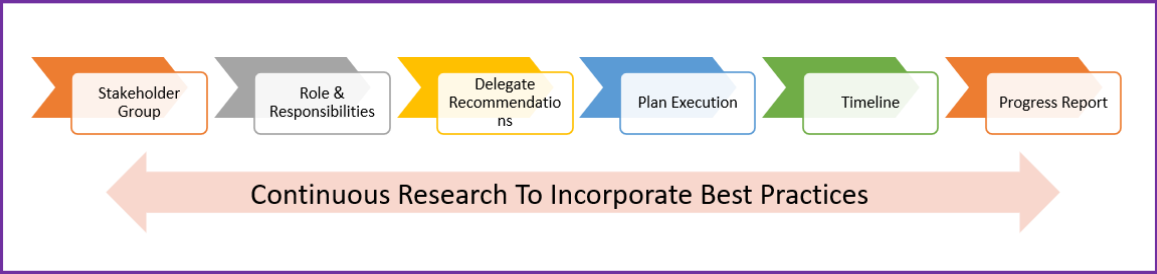 Stakeholder
Group
Role &
Responsibilities
Delegate
Recommendatio
ns
Plan Execution
Timeline
Progress Report
Continuous Research To Incorporate Best Practices